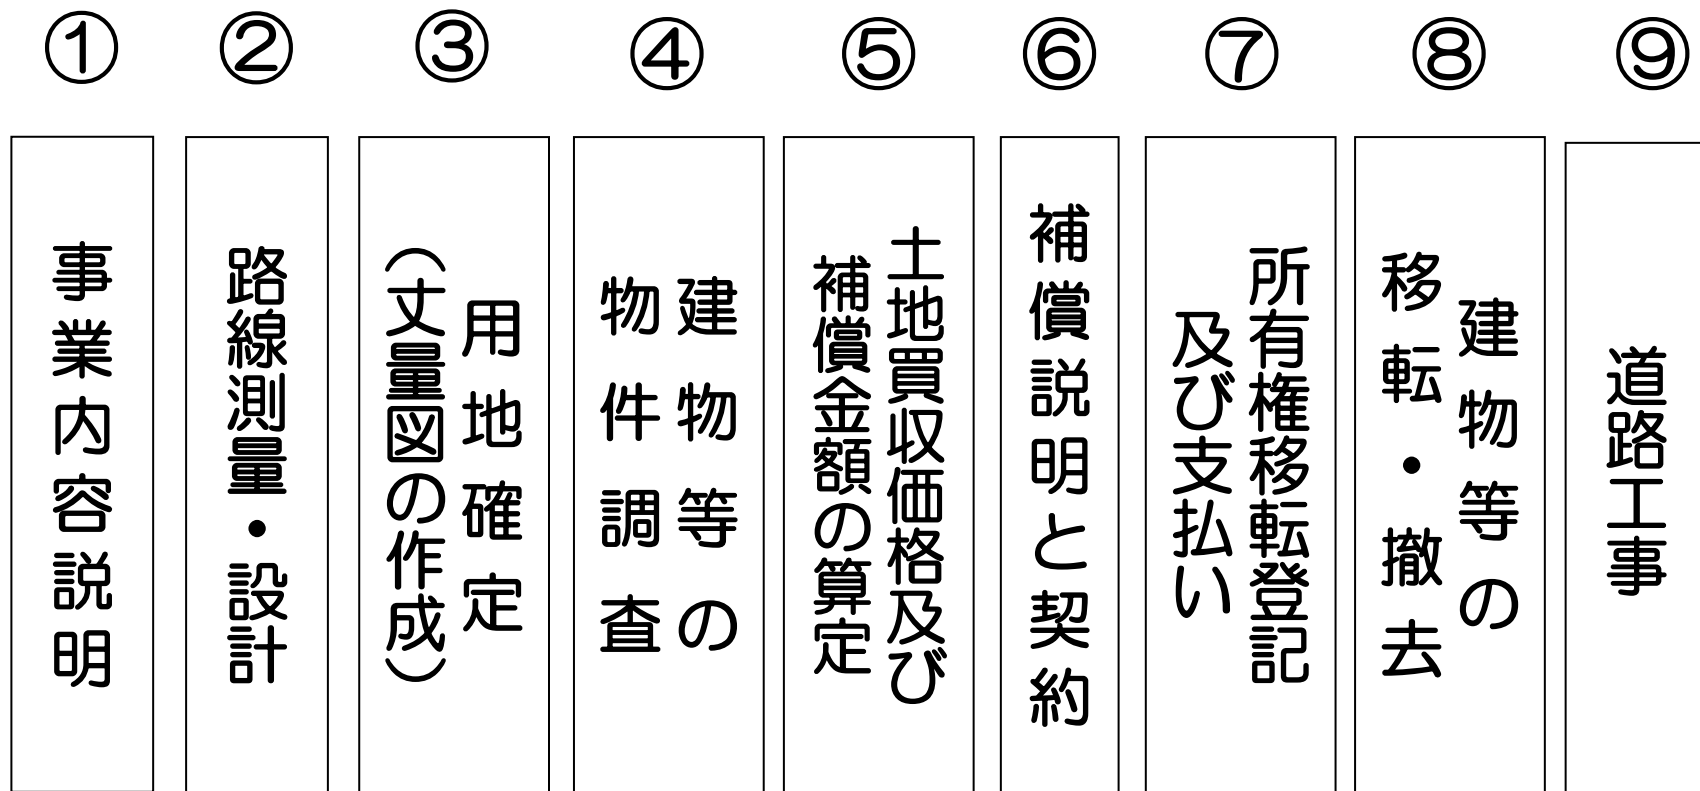 ①
事業内容説明
②
路線測量・設計
③
用地確定
（丈量図の作成）
④
建物等の
物件調査
⑤
土地買収価格及び
補償金額の算定
⑥
補償説明と契約
⑦
所有権移転登記
及び支払い
⑧
建物等の
移転・撤去
⑨
道路工事